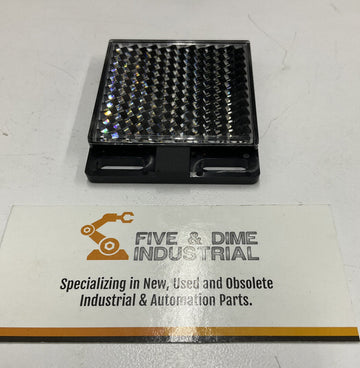 FIVE & DIME
INDUSTRIAL
Specializing in New, Used and Obsolete
Industrial & Automation Parts.